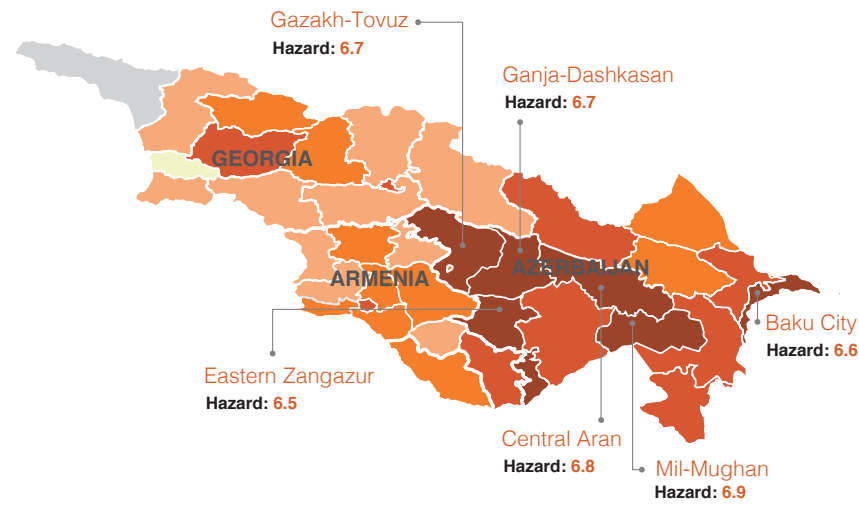 Gazakh-Tovuz
Hazard: 6.7
Ganja-Dashkasan
Hazard: 6.7
GEORGIA
ARMENIA
AZERBAIJAN
Baku City
Hazard: 6.6
Eastern Zangazur
Hazard: 6.5
Central Aran
Hazard: 6.8
Mil-Mughan
Hazard: 6.9